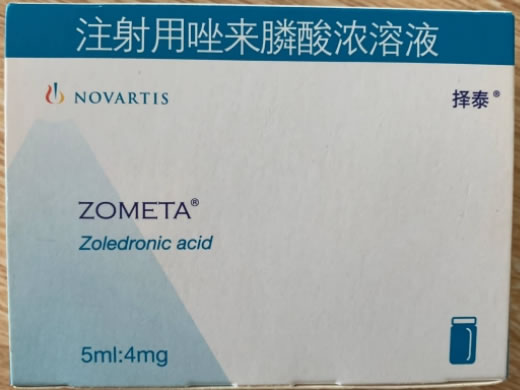 注射用唑来膦酸浓溶液
NOVARTIS
择泰®
ZOMETA®
Zoledronic acid
5ml:4mg